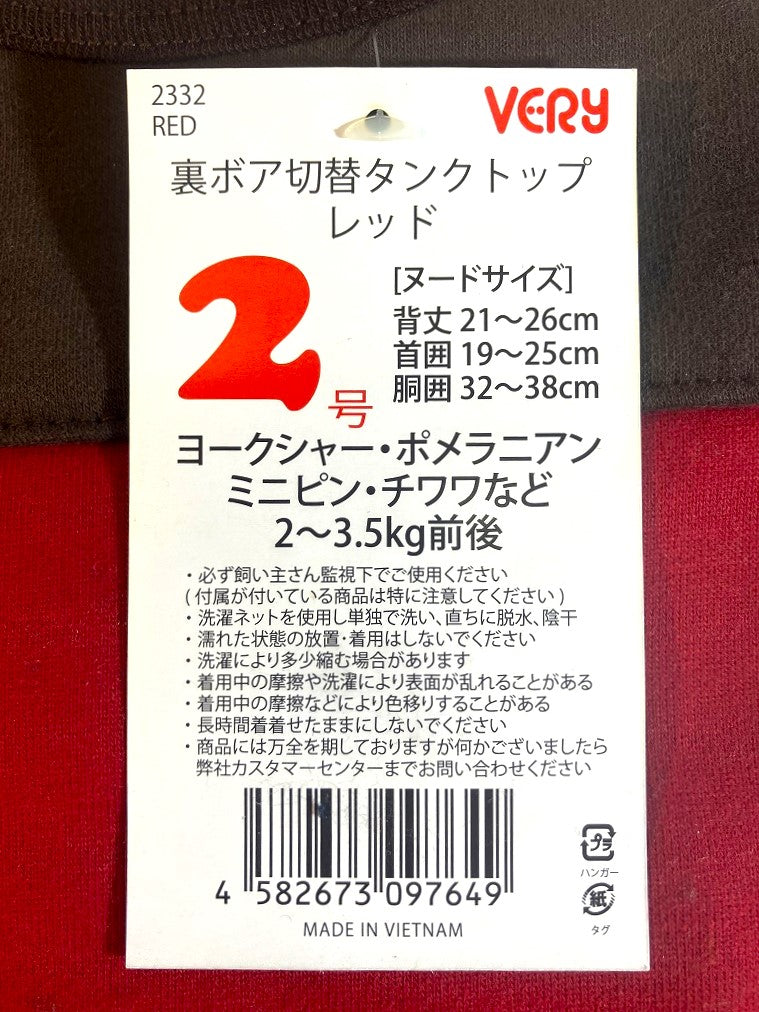 2332
RED
VERY
裏ボア切替タンクトップ
レッド
2号
[ヌードサイズ]
背丈 21～26cm
首囲 19～25cm
胴囲 32～38cm
ヨークシャー・ポメラニアン
ミニピン・チワワなど
2～3.5kg前後
・必ず飼い主さん監視下でご使用ください
( 付属が付いている商品は特に注意してください )
・洗濯ネットを使用し単独で洗い、直ちに脱水、陰干
・濡れた状態の放置・着用はしないでください
・洗濯により多少縮む場合があります
・着用中の摩擦や洗濯により表面が乱れることがある
・着用中の摩擦などにより色移りすることがある
・長時間着着せたままにしないでください
・商品には万全を期しておりますが何かございましたら
弊社カスタマーセンターまでお問い合わせください
4 582673 097649
MADE IN VIETNAM
プラ
ハンガー
紙
タグ